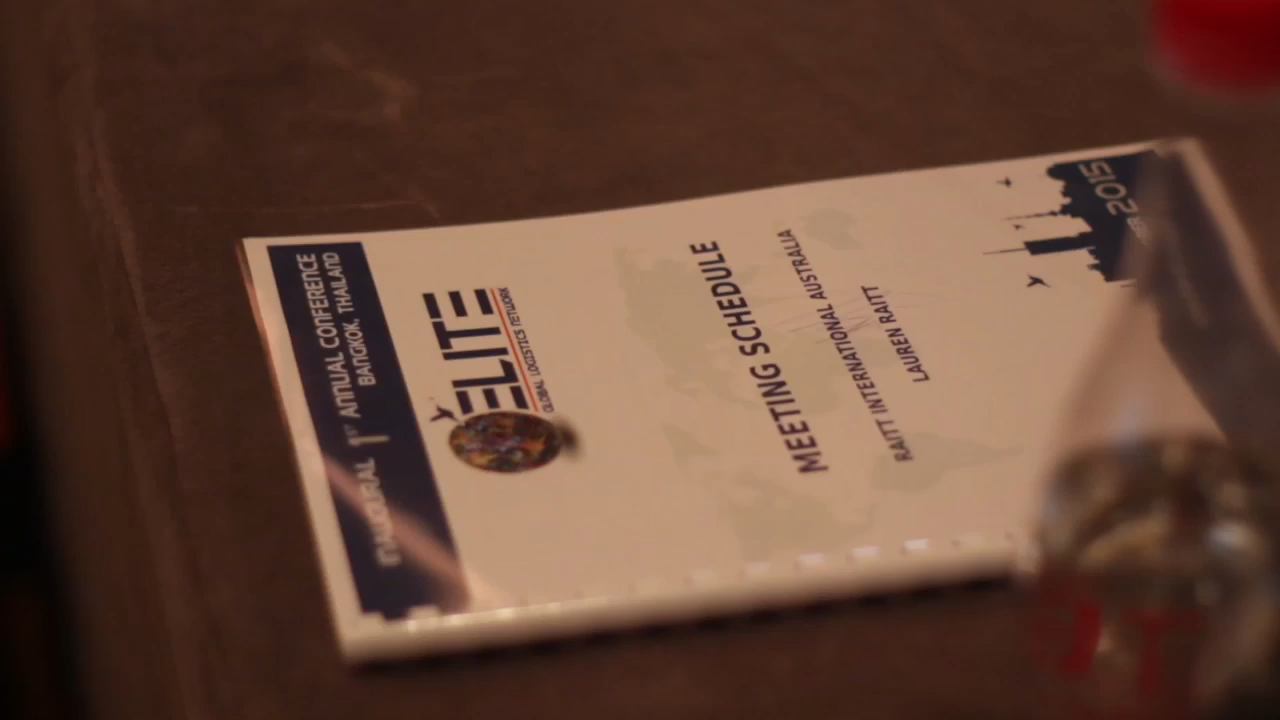 INAUGURAL 1ST ANNUAL CONFERENCE
BANGKOK, THAILAND
ELITE
GLOBAL LOGISTICS NETWORK
MEETING SCHEDULE
RAITT INTERNATIONAL AUSTRALIA
LAUREN RAITT
2015